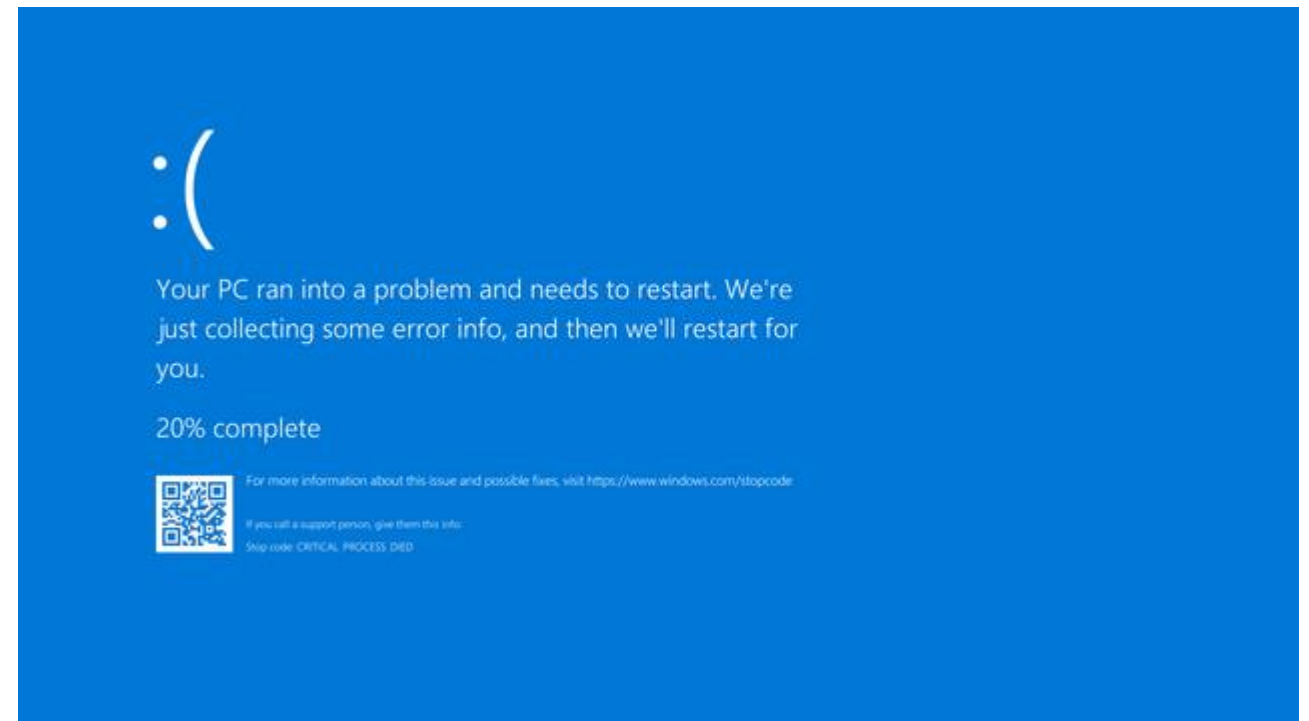 :(
Your PC ran into a problem and needs to restart. We're
just collecting some error info, and then we'll restart for
you.
20% complete
For more information about this issue and possible fixes, visit https://www.windows.com/stopcode
If you call a support person, give them this info:
Stop code: CRITICAL PROCESS DIED